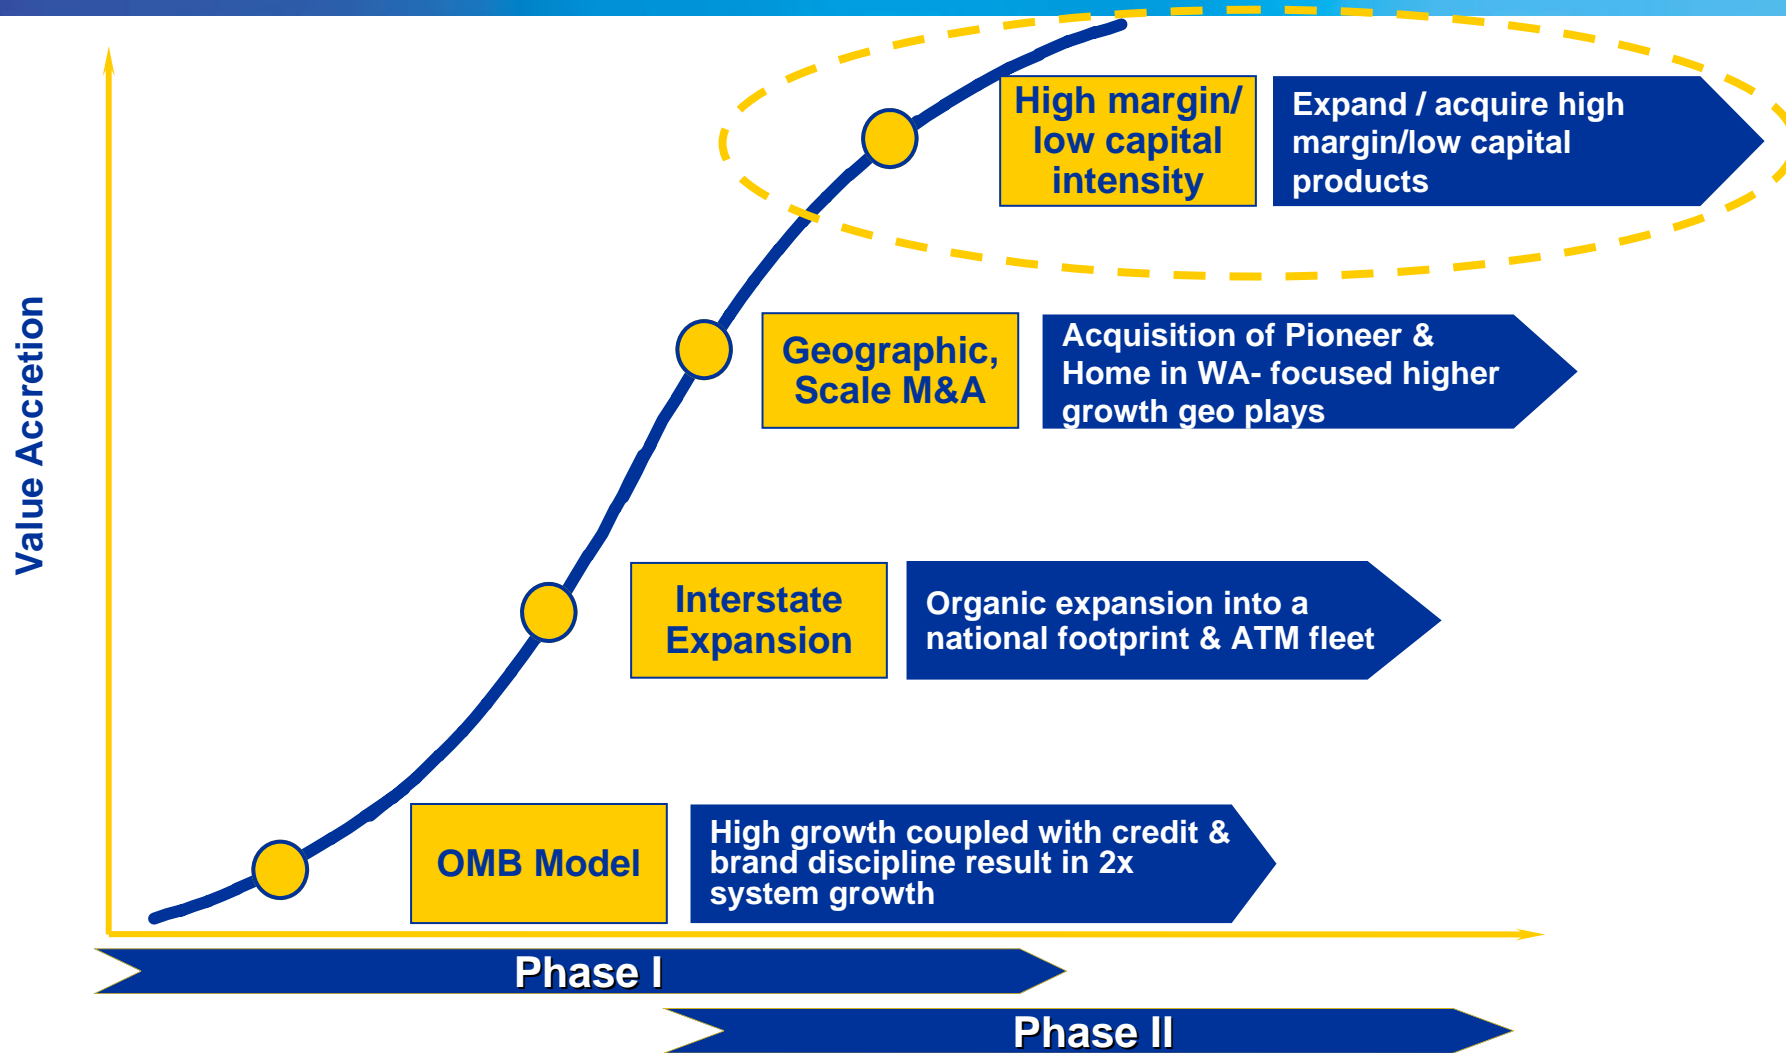 High margin/
low capital
intensity
Expand / acquire high
margin/low capital
products
Geographic,
Scale M&A
Acquisition of Pioneer &
Home in WA- focused higher
growth geo plays
Value Accretion
Interstate
Expansion
Organic expansion into a
national footprint & ATM fleet
OMB Model
High growth coupled with credit &
brand discipline result in 2x
system growth
Phase I
Phase II